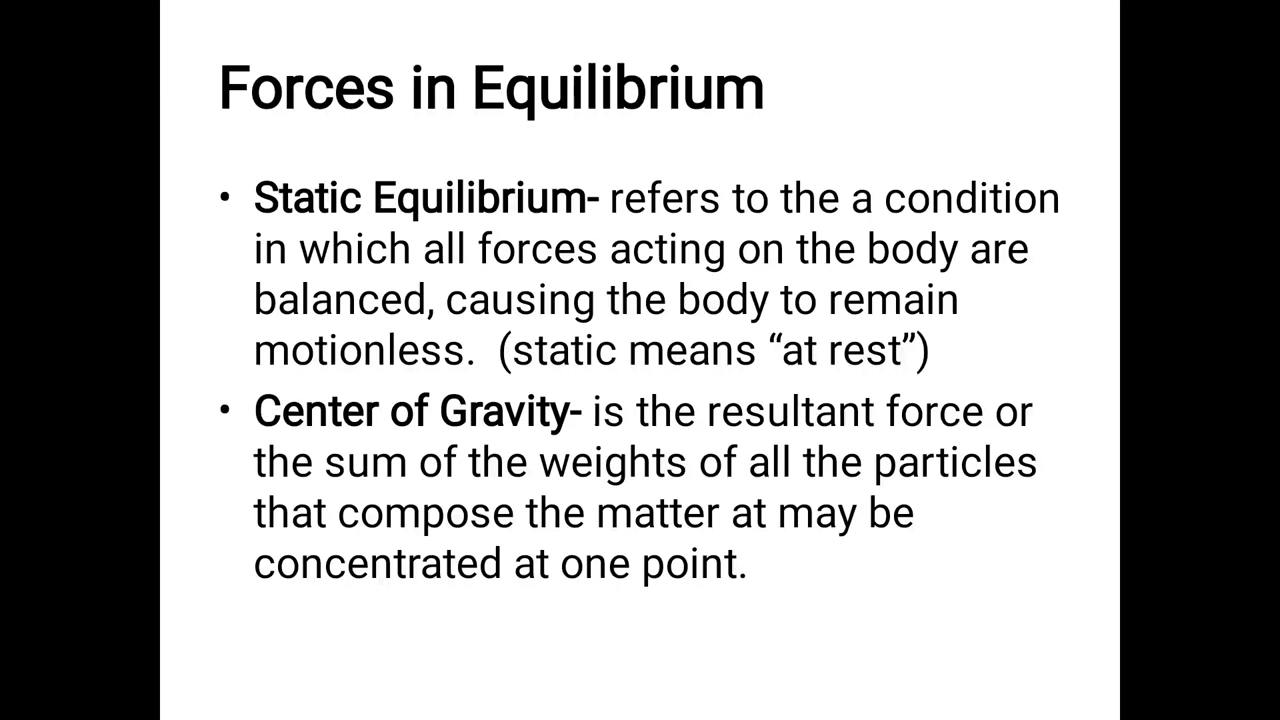 Forces in Equilibrium
• Static Equilibrium- refers to the a condition
in which all forces acting on the body are
balanced, causing the body to remain
motionless.  (static means “at rest”)
• Center of Gravity- is the resultant force or
the sum of the weights of all the particles
that compose the matter at may be
concentrated at one point.